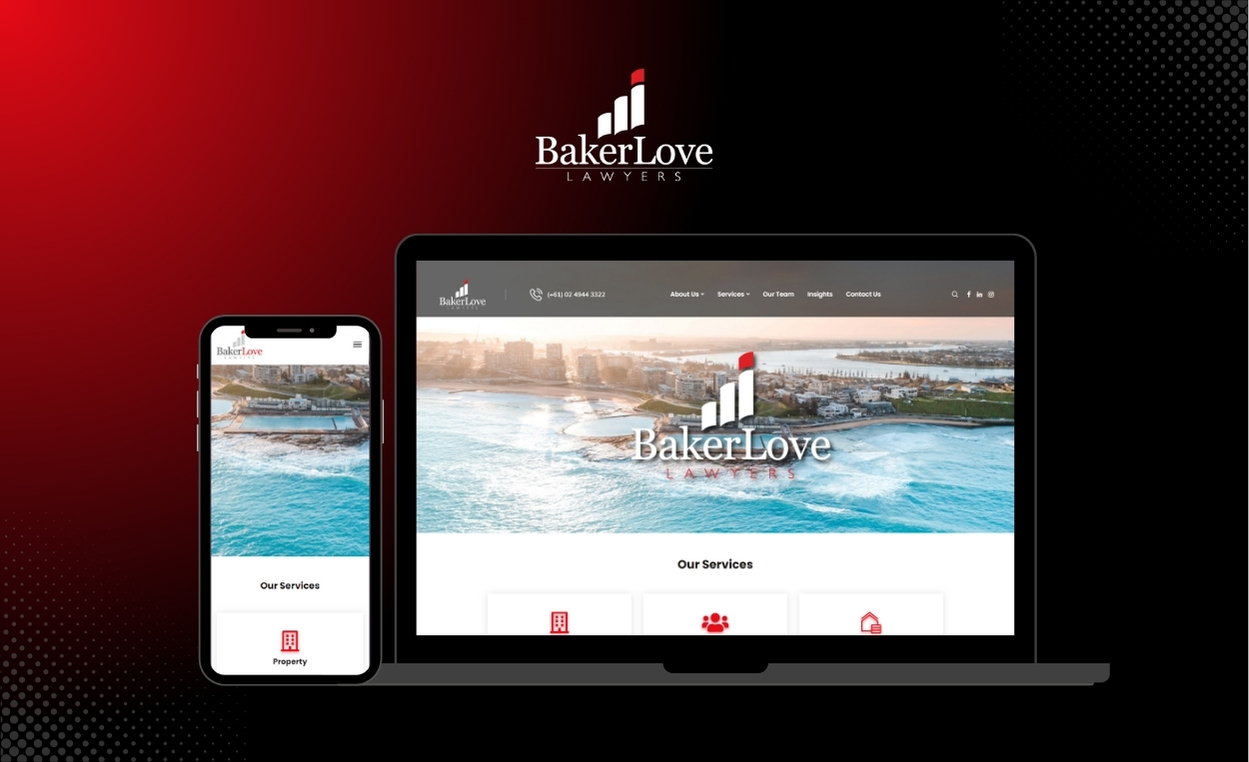 BakerLove
LAWYERS
BakerLove
LAWYERS
(+61) 02 4944 3322
About Us
Services
Our Team
Insights
Contact Us
BakerLove
LAWYERS
Our Services
BakerLove
LAWYERS
Our Services
Property